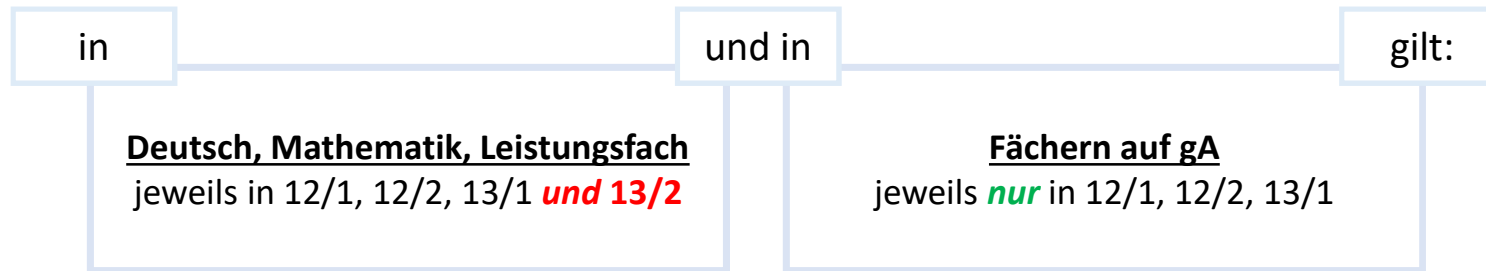 in
und in
gilt:
Deutsch, Mathematik, Leistungsfach
jeweils in 12/1, 12/2, 13/1 und 13/2
Fächern auf gA
jeweils nur in 12/1, 12/2, 13/1